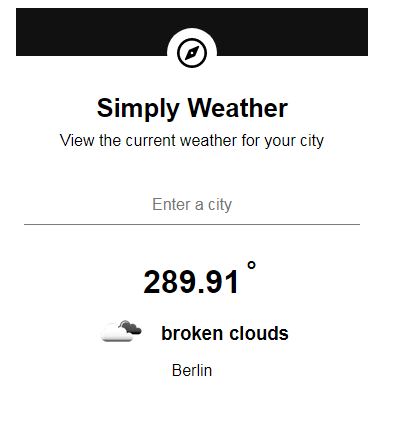 Simply Weather
View the current weather for your city
Enter a city
289.91°
broken clouds
Berlin